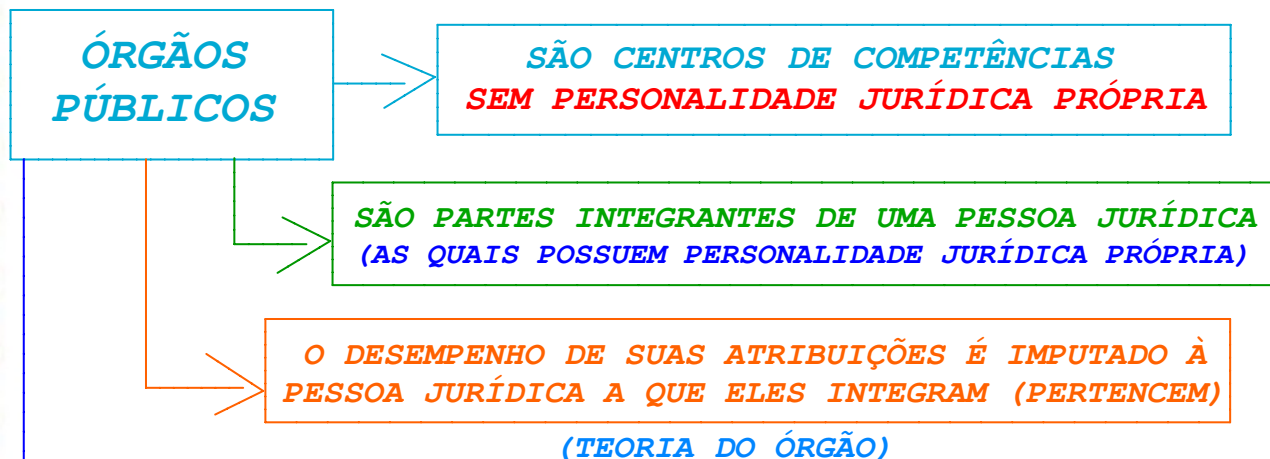 ÓRGÃOS
PÚBLICOS
SÃO CENTROS DE COMPETÊNCIAS
SEM PERSONALIDADE JURÍDICA PRÓPRIA
SÃO PARTES INTEGRANTES DE UMA PESSOA JURÍDICA
(AS QUAIS POSSUEM PERSONALIDADE JURÍDICA PRÓPRIA)
O DESEMPENHO DE SUAS ATRIBUIÇÕES É IMPUTADO À
PESSOA JURÍDICA A QUE ELES INTEGRAM (PERTENCEM)
(TEORIA DO ÓRGÃO)